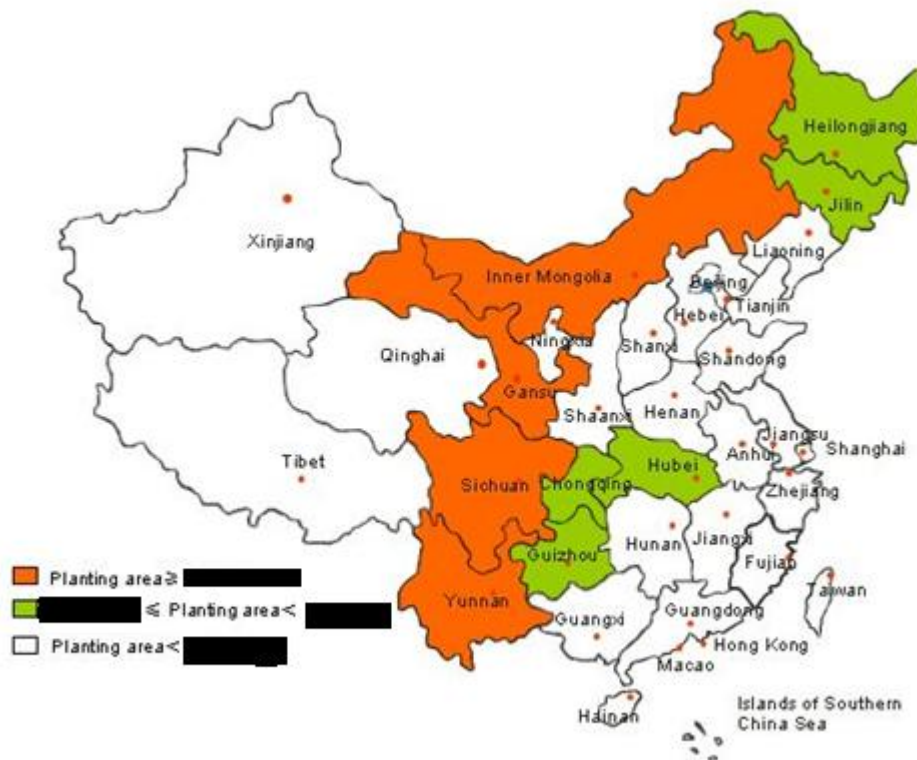 Heilongjiang
Jilin
Xinjiang
Inner Mongolia
Liaoning
Beijing
Tianjin
Hebei
Ningxia
Shanxi
Shandong
Qinghai
Gansu
Shaanxi
Henan
Jiangsu
Anhui
Shanghai
Tibet
Sichuan
Chongqing
Hubei
Zhejiang
Guizhou
Hunan
Jiangxi
Fujian
Planting area≥
≤ Planting area<
Planting area<
Yunnan
Guangxi
Guangdong
Taiwan
Hong Kong
Macao
Hainan
Islands of Southern
China Sea